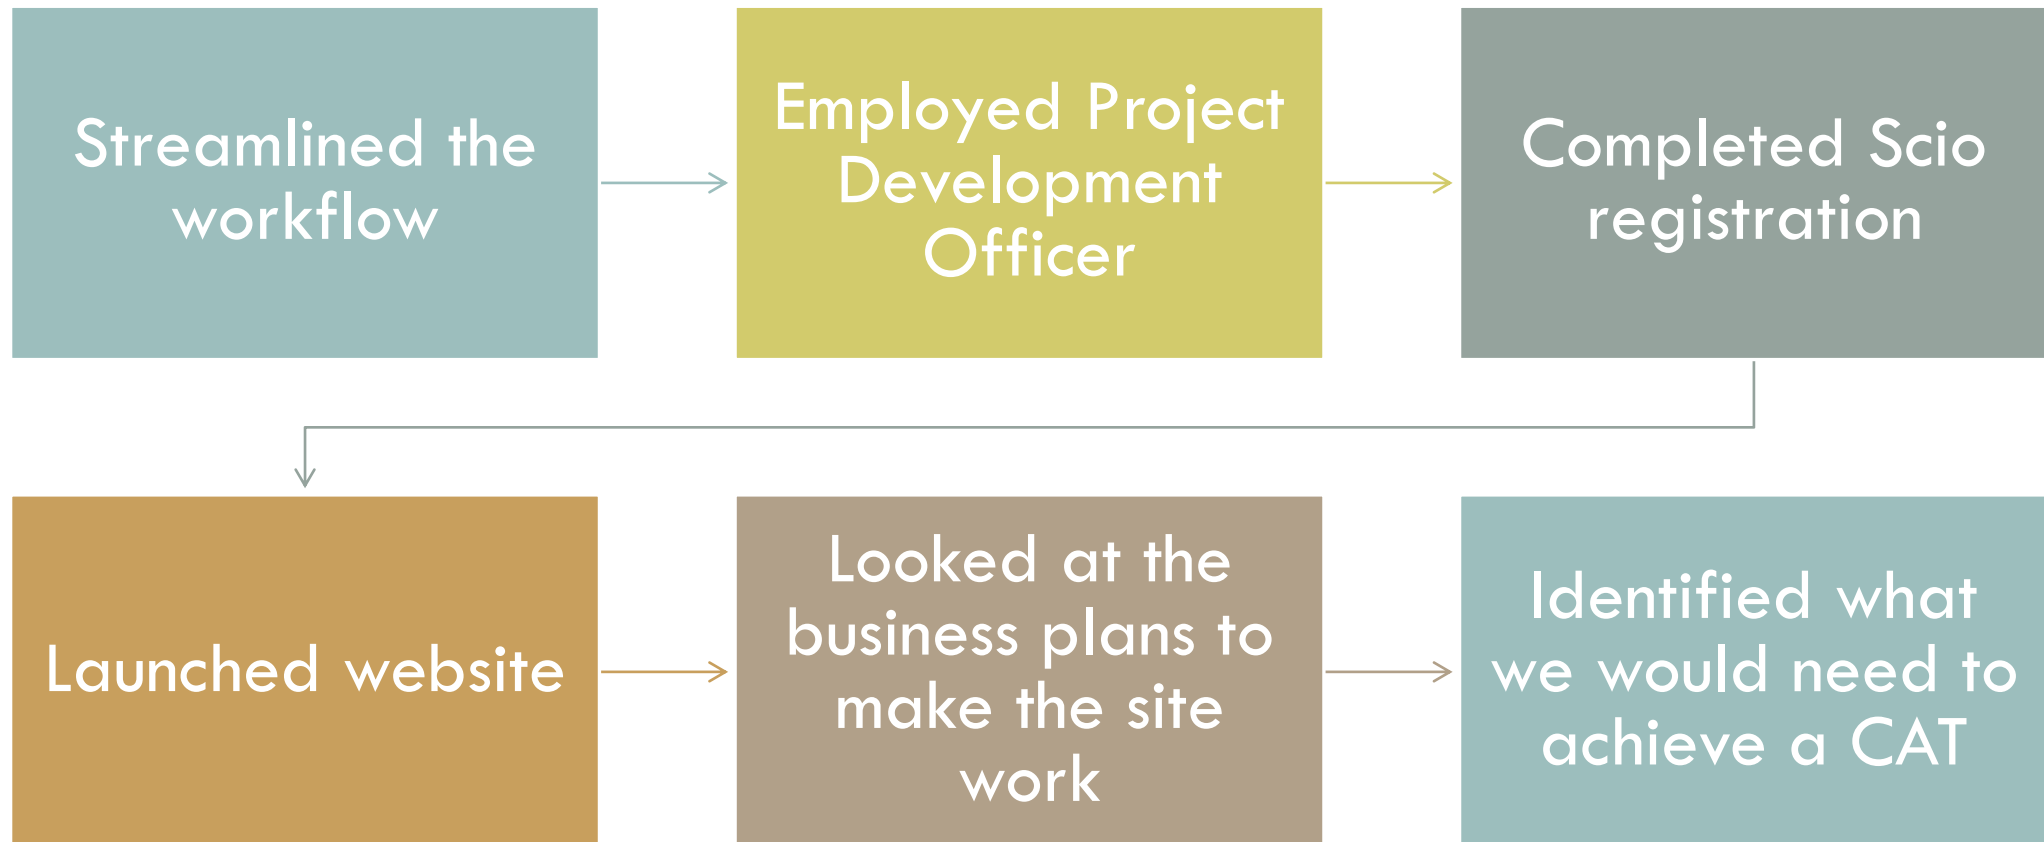 Streamlined the
workflow
Employed Project
Development
Officer
Completed Scio
registration
Launched website
Looked at the
business plans to
make the site
work
Identified what
we would need to
achieve a CAT